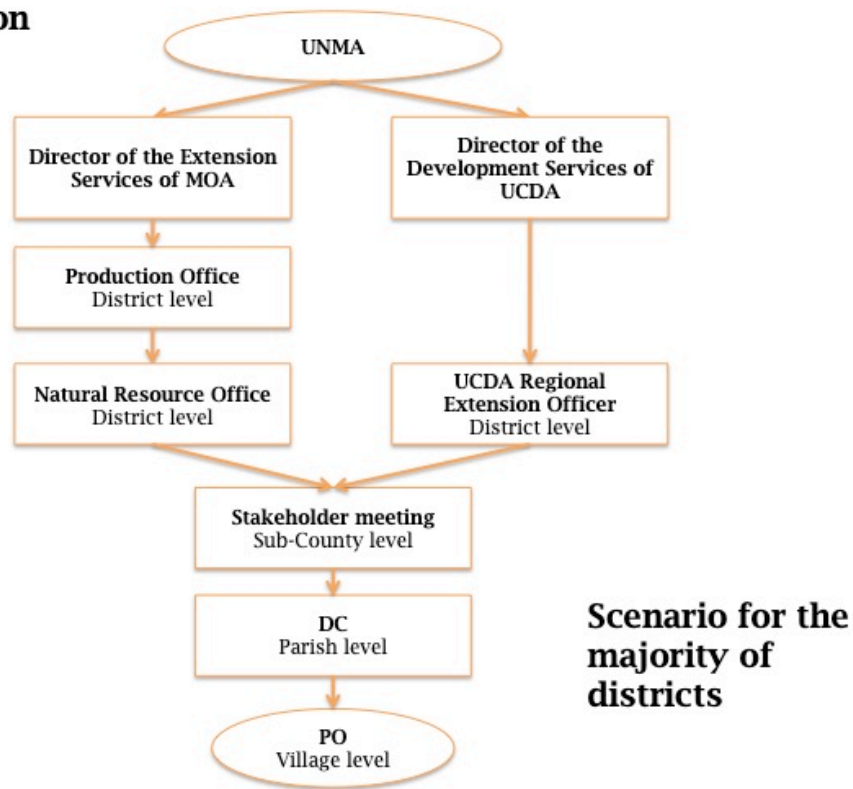 on
UNMA
Director of the Extension
Services of MOA
Director of the
Development Services of
UCDA
Production Office
District level
Natural Resource Office
District level
UCDA Regional
Extension Officer
District level
Stakeholder meeting
Sub-County level
DC
Parish level
PO
Village level
Scenario for the
majority of
districts